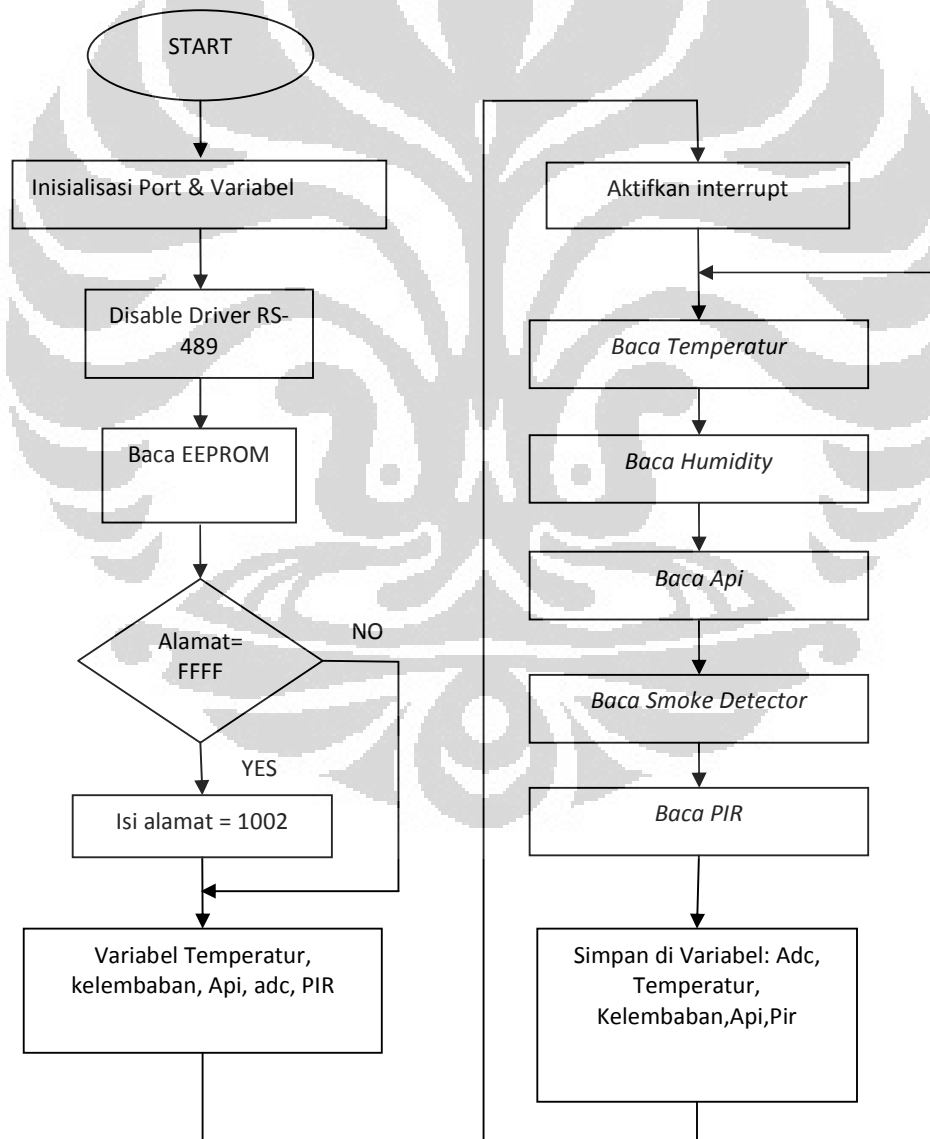 START
Inisialisasi Port & Variabel
Disable Driver RS-
489
Baca EEPROM
Alamat=
FFFF
NO
YES
Isi alamat = 1002
Variabel Temperatur,
kelembaban, Api, adc, PIR
Aktifkan interrupt
Baca Temperatur
Baca Humidity
Baca Api
Baca Smoke Detector
Baca PIR
Simpan di Variabel: Adc,
Temperatur,
Kelembaban,Api,Pir